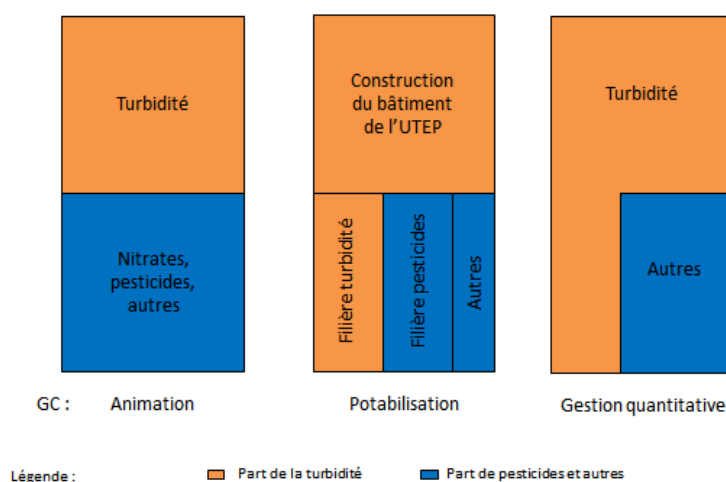 Turbidité
Nitrates,
pesticides,
autres
Construction
du bâtiment
de l'UTEP
Filière turbidité
Filière pesticides
Autres
Turbidité
Autres
GC : Animation Potabilisation Gestion quantitative
Légende : Part de la turbidité Part de pesticides et autres